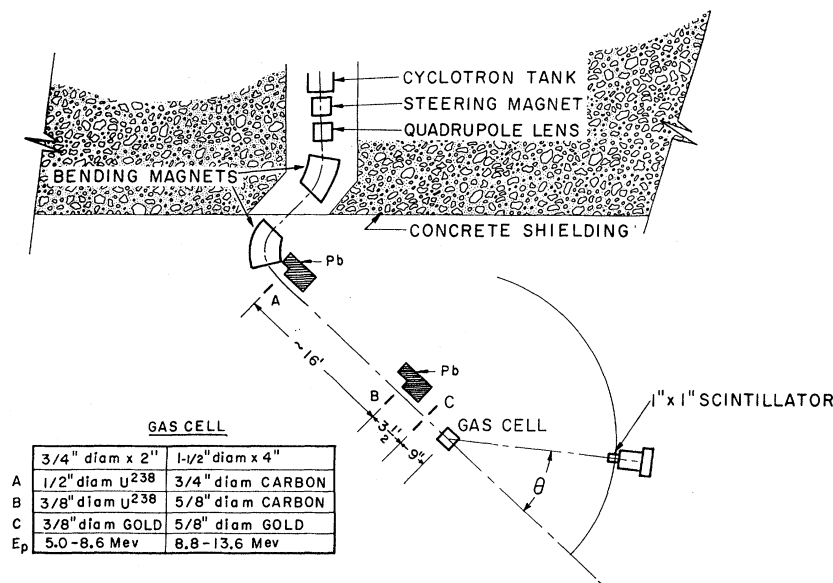 CYCLOTRON TANK
STEERING MAGNET
QUADRUPOLE LENS
BENDING MAGNETS
CONCRETE SHIELDING
Pb
A
~16'
Pb
B
C
3 1/2'
9"
GAS CELL
1"x1" SCINTILLATOR
θ
GAS CELL
3/4" diam x 2" 1-1/2" diam x 4"
A 1/2" diam U238 3/4" diam CARBON
B 3/8" diam U238 5/8" diam CARBON
C 3/8" diam GOLD 5/8" diam GOLD
Ep 5.0-8.6 Mev 8.8-13.6 Mev